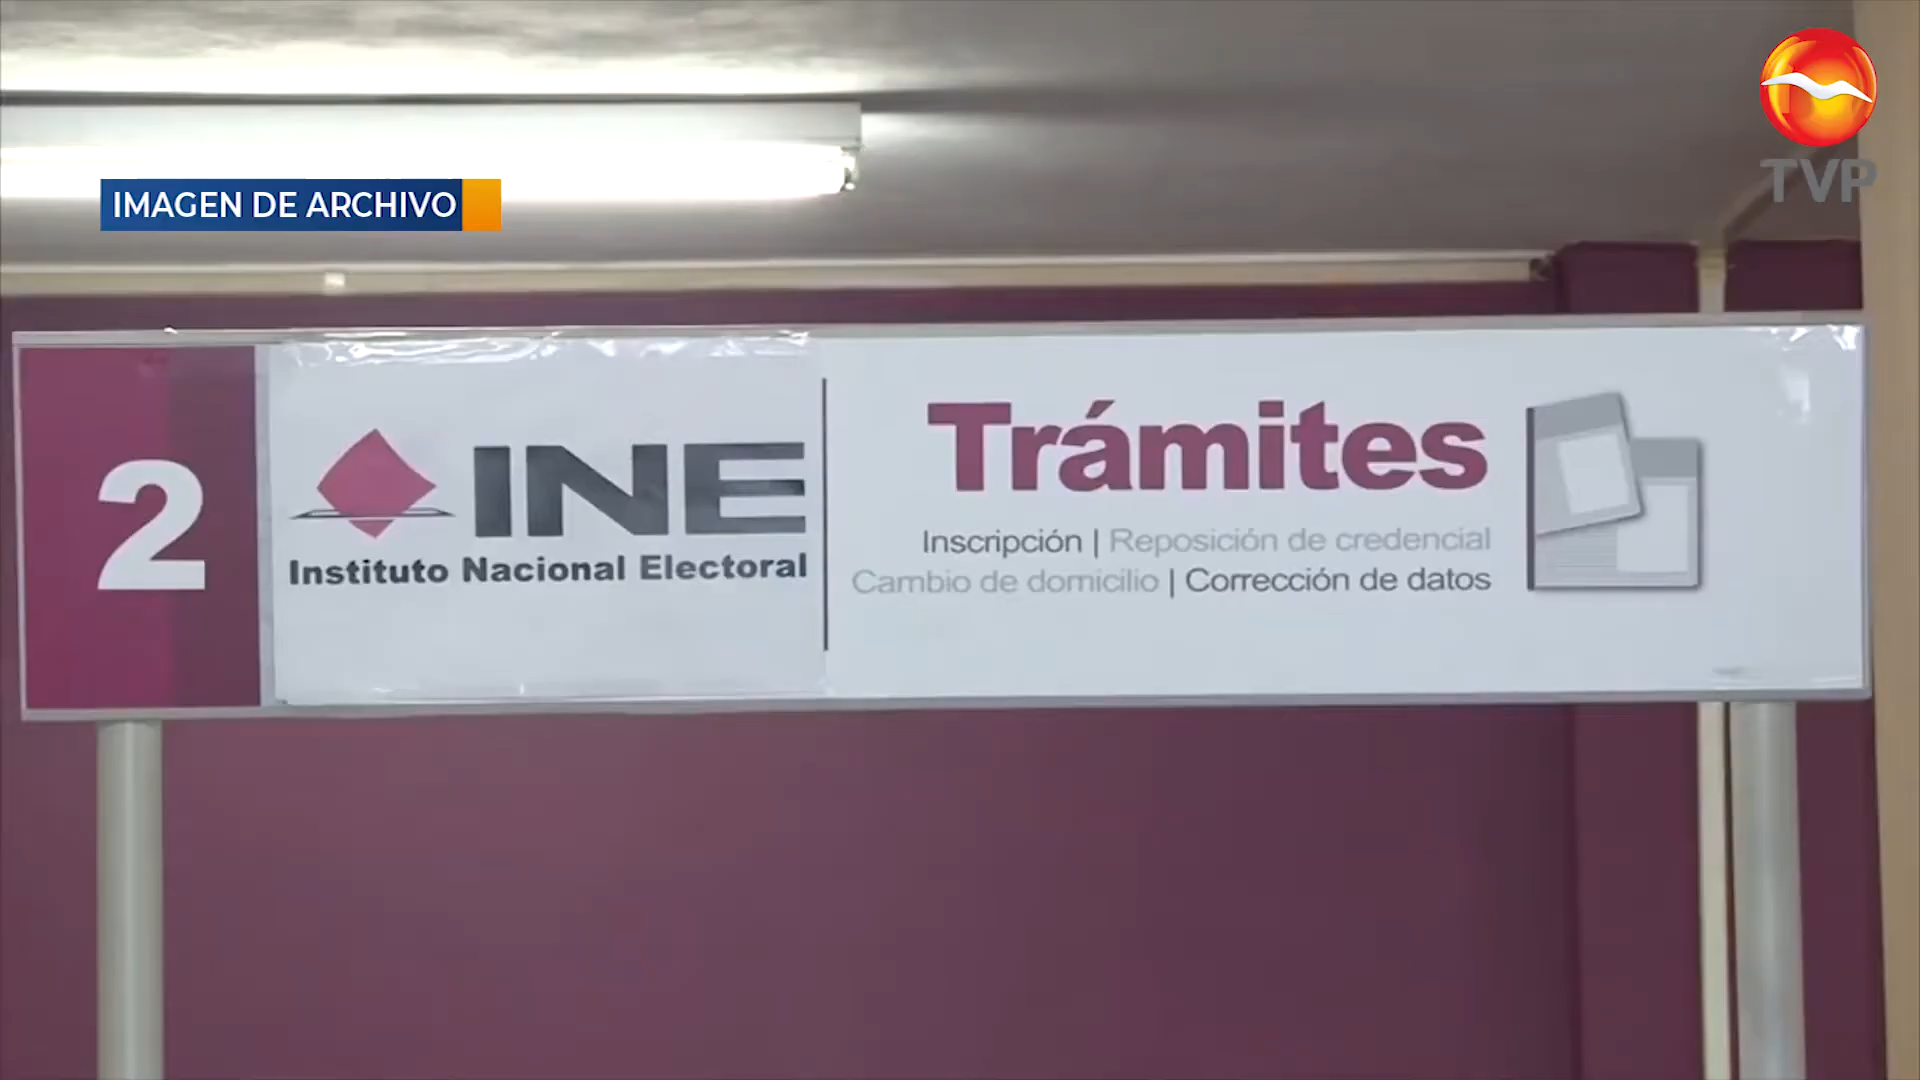 TVP
IMAGEN DE ARCHIVO
2
INE
Instituto Nacional Electoral
Trámites
Inscripción | Reposición de credencial
Cambio de domicilio | Corrección de datos